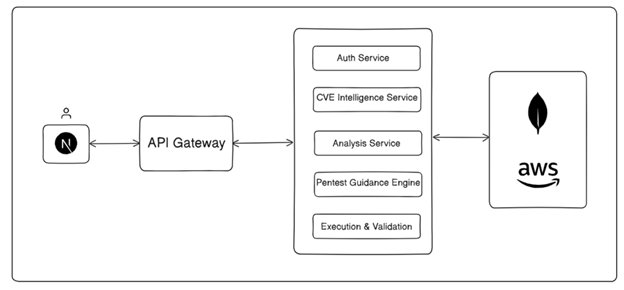 N
API Gateway
Auth Service
CVE Intelligence Service
Analysis Service
Pentest Guidance Engine
Execution & Validation
aws